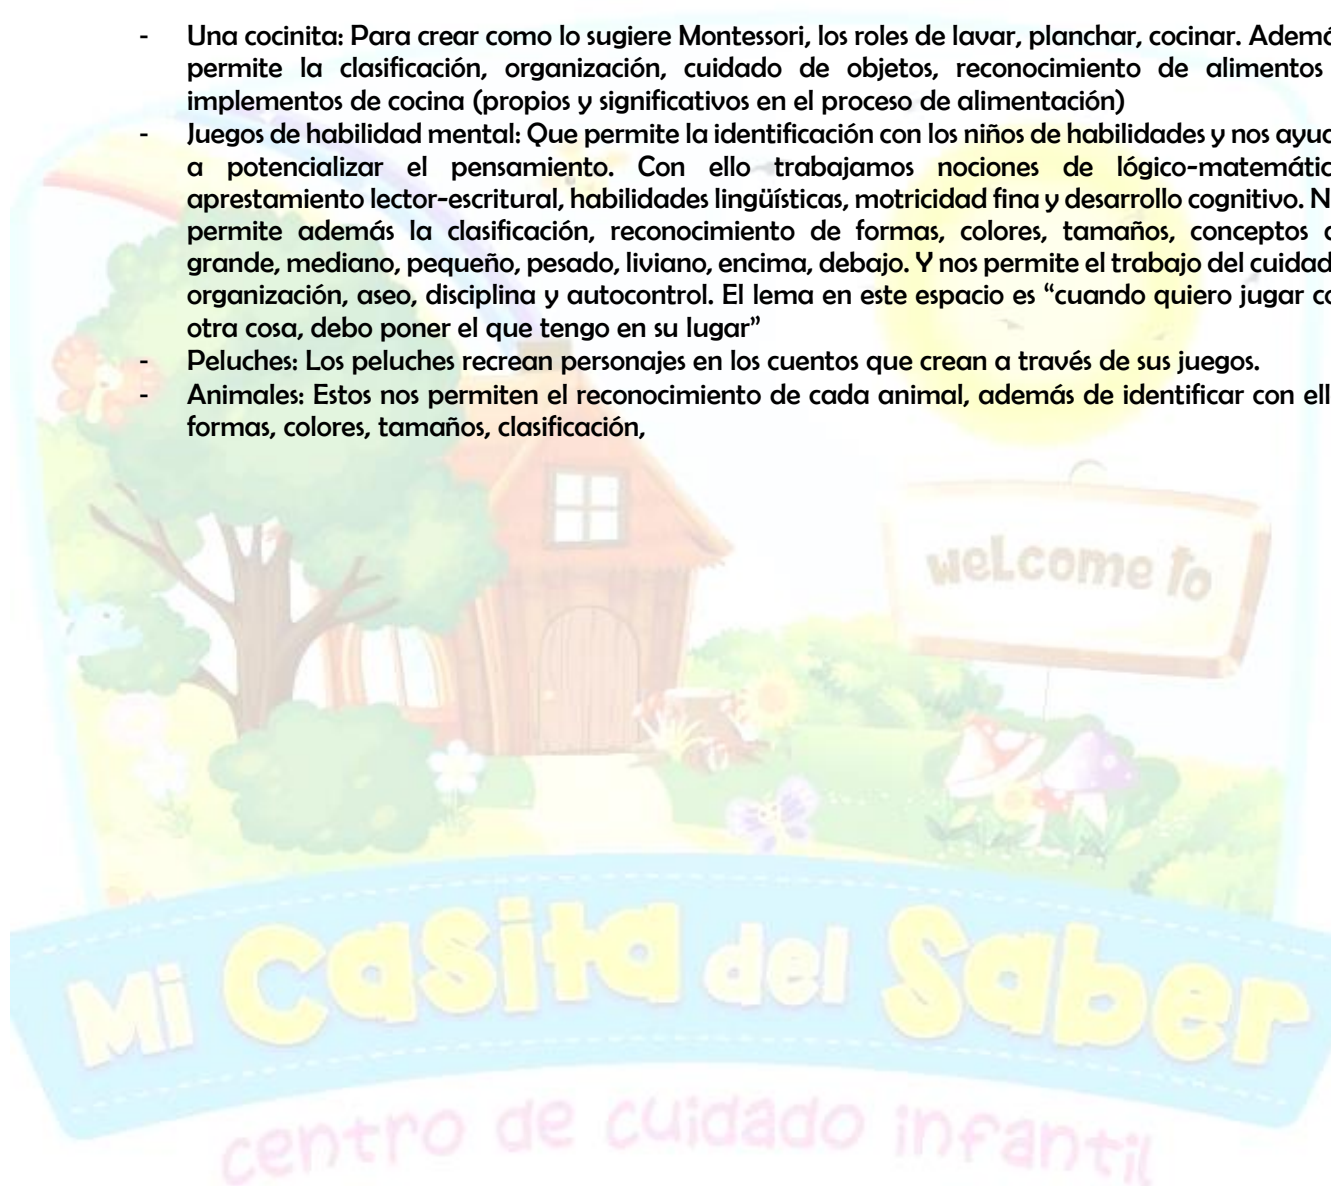 - Una cocinita: Para crear como lo sugiere Montessori, los roles de lavar, planchar, cocinar. Ademá
permite la clasificación, organización, cuidado de objetos, reconocimiento de alimentos
implementos de cocina (propios y significativos en el proceso de alimentación)
- Juegos de habilidad mental: Que permite la identificación con los niños de habilidades y nos ayud
a potencializar el pensamiento. Con ello trabajamos nociones de lógico-matemátic
aprestamiento lector-escritural, habilidades lingüísticas, motricidad fina y desarrollo cognitivo. N
permite además la clasificación, reconocimiento de formas, colores, tamaños, conceptos d
grande, mediano, pequeño, pesado, liviano, encima, debajo. Y nos permite el trabajo del cuidad
organización, aseo, disciplina y autocontrol. El lema en este espacio es “cuando quiero jugar co
otra cosa, debo poner el que tengo en su lugar”
- Peluches: Los peluches recrean personajes en los cuentos que crean a través de sus juegos.
- Animales: Estos nos permiten el reconocimiento de cada animal, además de identificar con ell
formas, colores, tamaños, clasificación,
welcome To
Mi Casita del Saber
centro de cuidado infantil